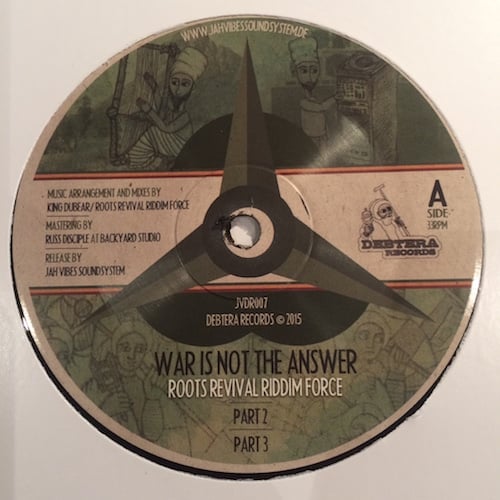 WWW.JAHVIBESSOUNDSYSTEM.DE
MUSIC ARRANGEMENT AND MIXES BY
KING DUBEAR/ ROOTS REVIVAL RIDDIM FORCE
MASTERING BY
RUSS DISCIPLE AT BACKYARD STUDIO
RELEASE BY
JAH VIBES SOUNDSYSTEM
A
SIDE
33RPM
DEBTERA
RECORDS
JVDR007
DEBTERA RECORDS © 2015
WAR IS NOT THE ANSWER
ROOTS REVIVAL RIDDIM FORCE
PART 2
PART 3